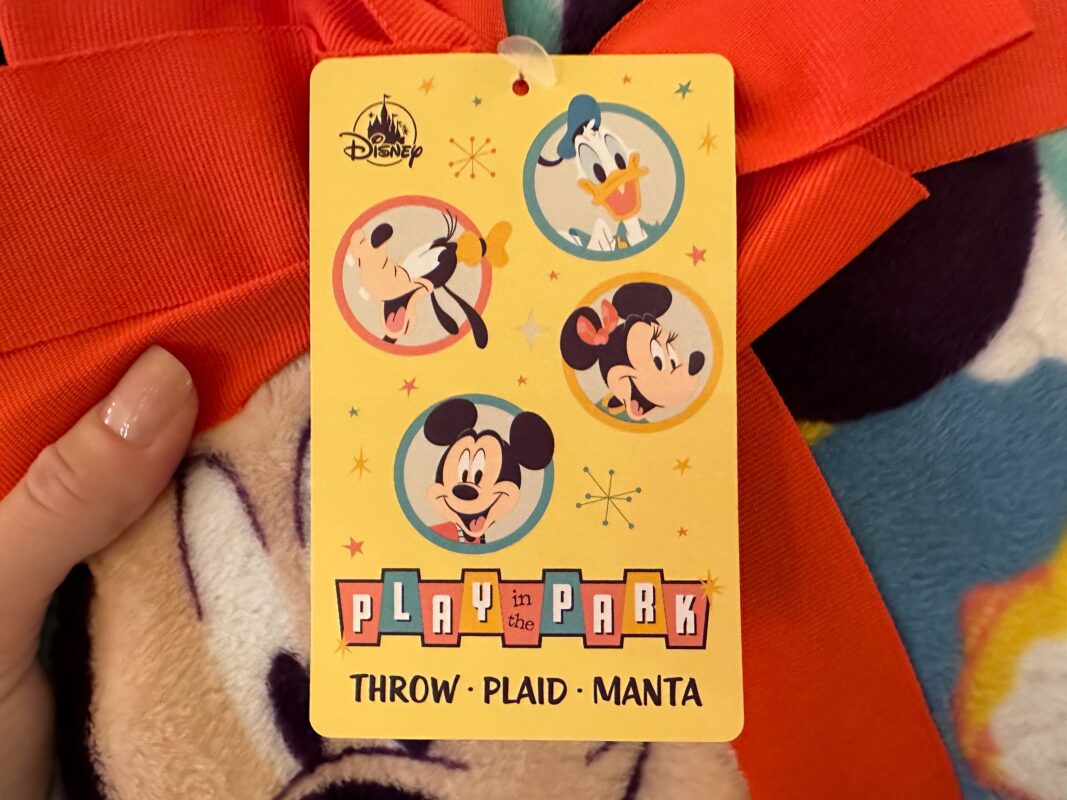 Disney
PLAY in the PARK
THROW · PLAID · MANTA